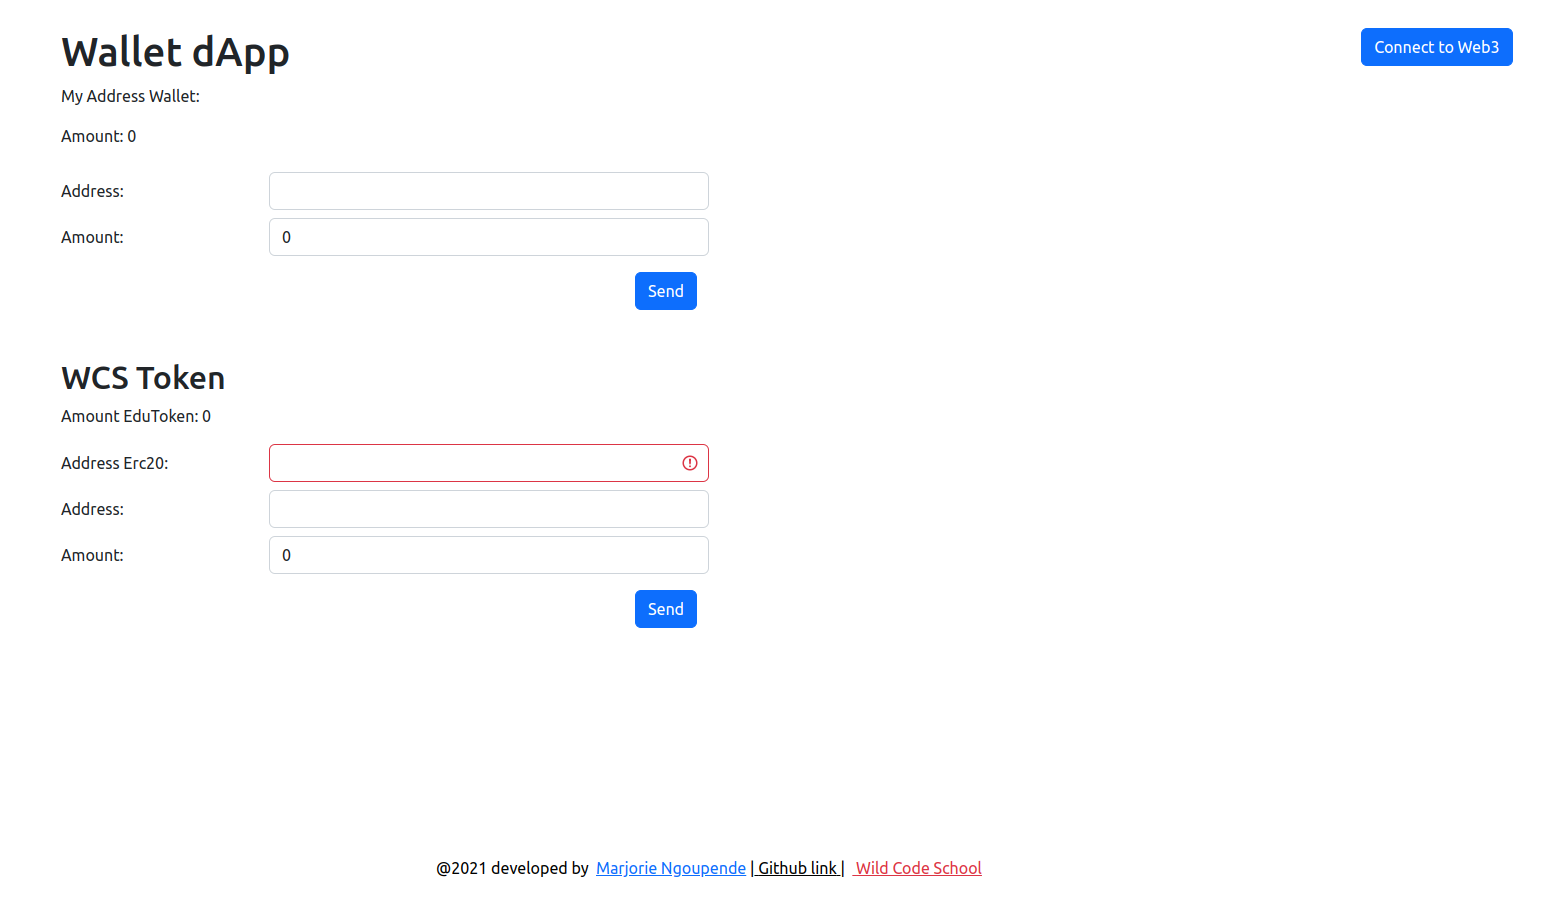 Wallet dApp
Connect to Web3
My Address Wallet:
Amount: 0
Address:
Amount: 0
Send
WCS Token
Amount EduToken: 0
Address Erc20:
Address:
Amount: 0
Send
@2021 developed by Marjorie Ngoupende | Github link | Wild Code School